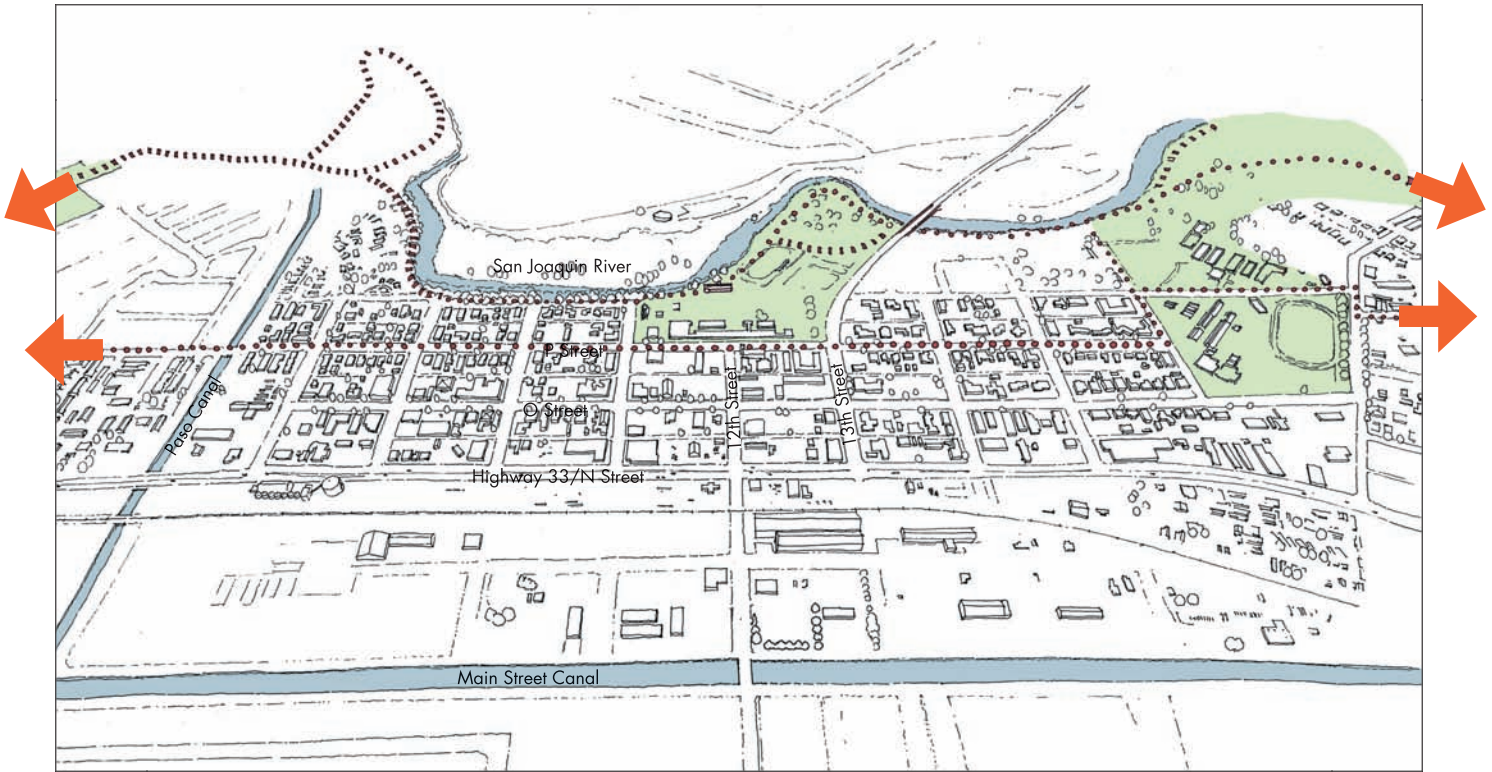 San Joaquin River
P Street
12th Street
13th Street
Paso Canal
O Street
Highway 33/N Street
Main Street Canal